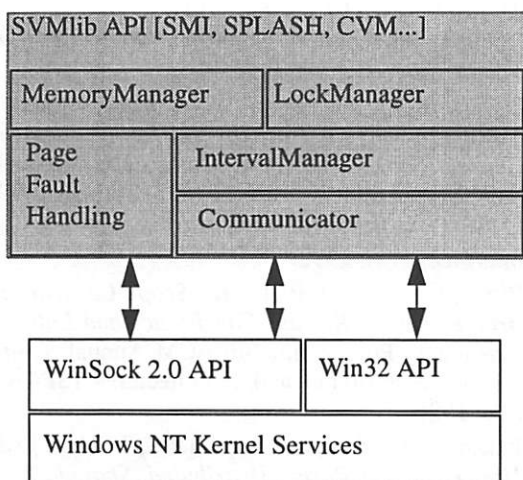 SVMlib API [SMI, SPLASH, CVM...]
MemoryManager
LockManager
Page
Fault
Handling
IntervalManager
Communicator
WinSock 2.0 API
Win32 API
Windows NT Kernel Services